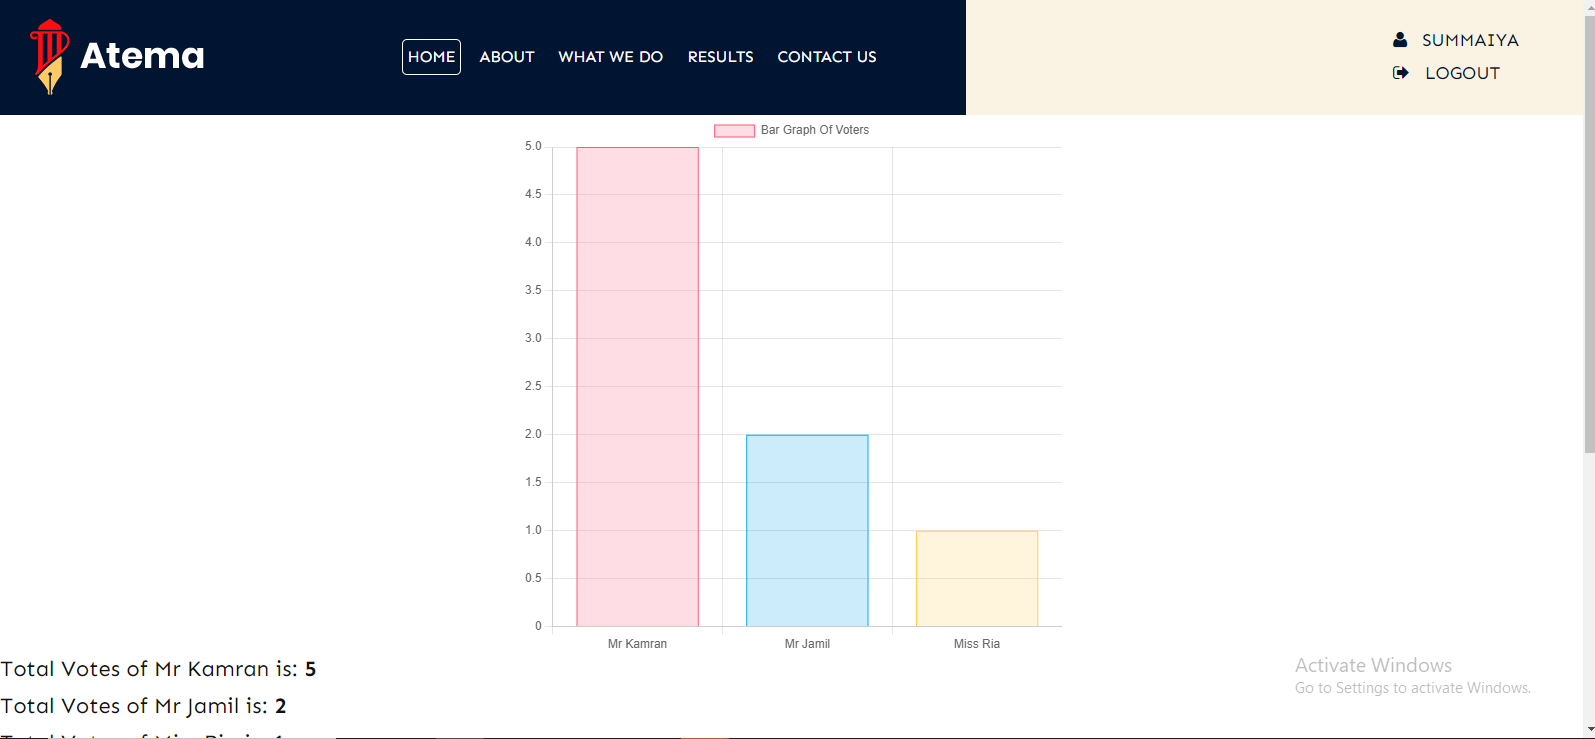 Atema
HOME ABOUT WHAT WE DO RESULTS CONTACT US
SUMMAIYA
LOGOUT
Bar Graph Of Voters
5.0
4.5
4.0
3.5
3.0
2.5
2.0
1.5
1.0
0.5
0
Mr Kamran Mr Jamil Miss Ria
Total Votes of Mr Kamran is: 5
Total Votes of Mr Jamil is: 2
Activate Windows
Go to Settings to activate Windows.